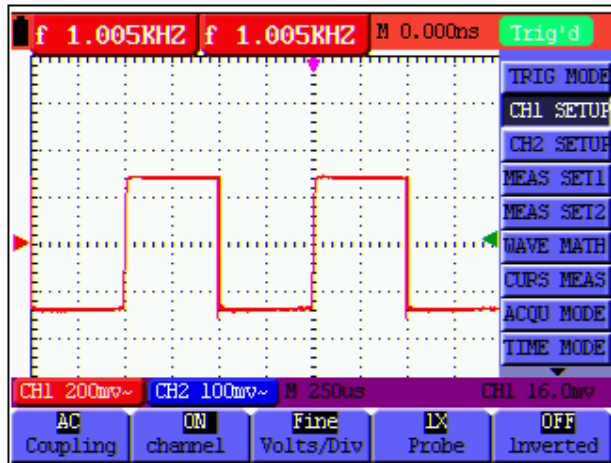 f 1.005KHZ f 1.005KHZ M 0.000ns Trig'd
TRIG MODE
CH1 SETUP
CH2 SETUP
MEAS SET1
MEAS SET2
WAVE MATH
CURS MEAS
ACQU MODE
TIME MODE
CH1 200mv~ CH2 100mv~ M 250us CH1 16.0mv
AC ON Fine 1X OFF
Coupling channel Volts/Div Probe Inverted